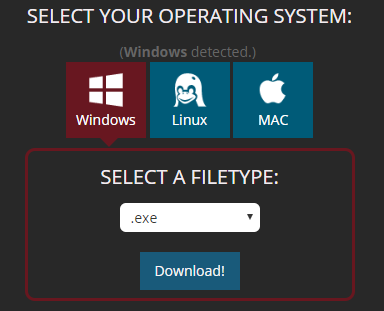 SELECT YOUR OPERATING SYSTEM:
(Windows detected.)
Windows Linux MAC
SELECT A FILETYPE:
.exe
Download!